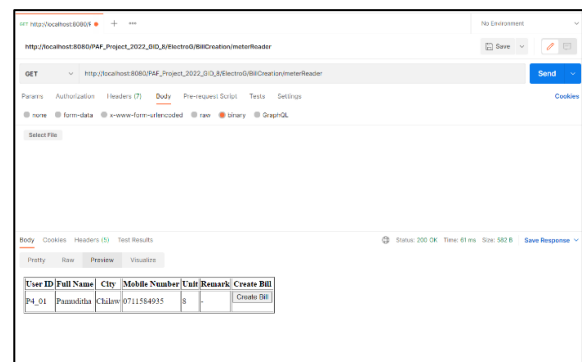 GET http://localhost:8080/F
No Environment
http://localhost:8080/PAF_Project_2022_GID_8/ElectroG/BillCreation/meterReader
Save
GET http://localhost:8080/PAF_Project_2022_GID_8/ElectroG/BillCreation/meterReader
Send
Params Authorization Headers (7) Body Pre-request Script Tests Settings
Cookies
none form-data x-www-form-urlencoded raw binary GraphQL
Select File
Body Cookies Headers (5) Test Results
Status: 200 OK Time: 61 ms Size: 582 B Save Response
Pretty Raw Preview Visualize
User ID Full Name City Mobile Number Unit Remark Create Bill
P4_01 Pamuditha Chilaw 0711584935 8 - Create Bill